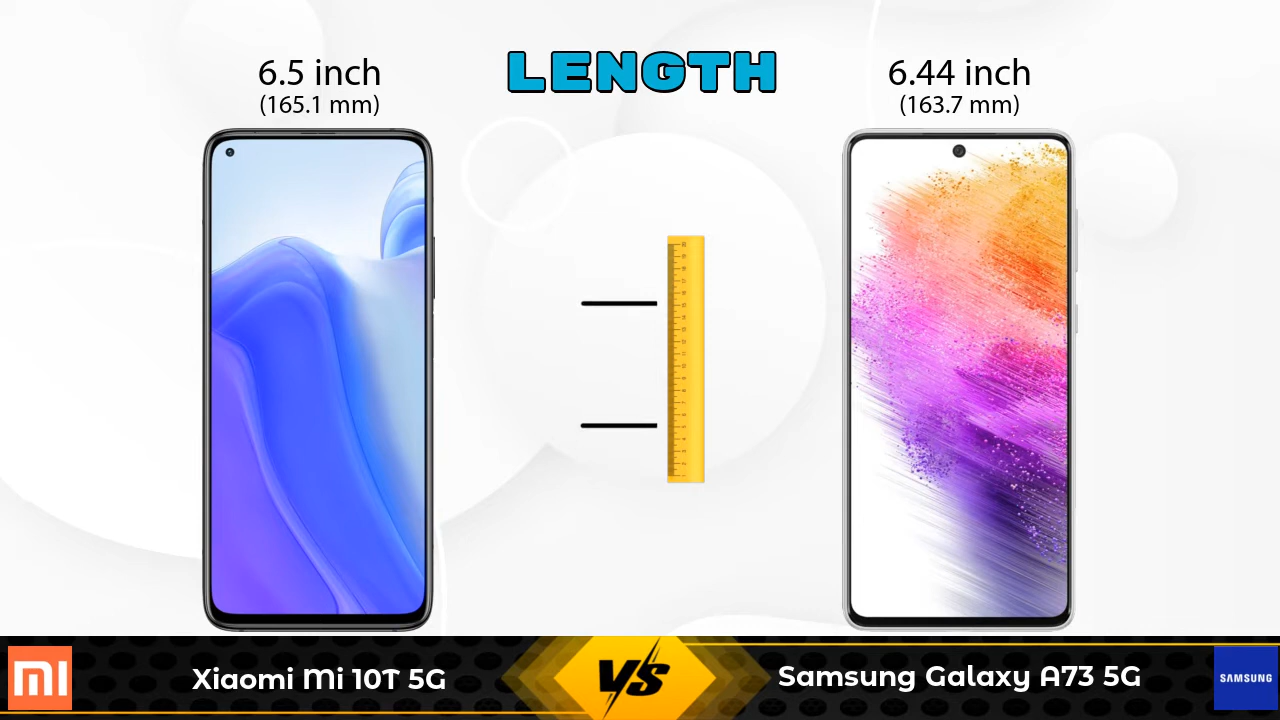 LENGTH
6.5 inch
(165.1 mm)
6.44 inch
(163.7 mm)
MI
Xiaomi Mi 10T 5G
VS
Samsung Galaxy A73 5G
SAMSUNG